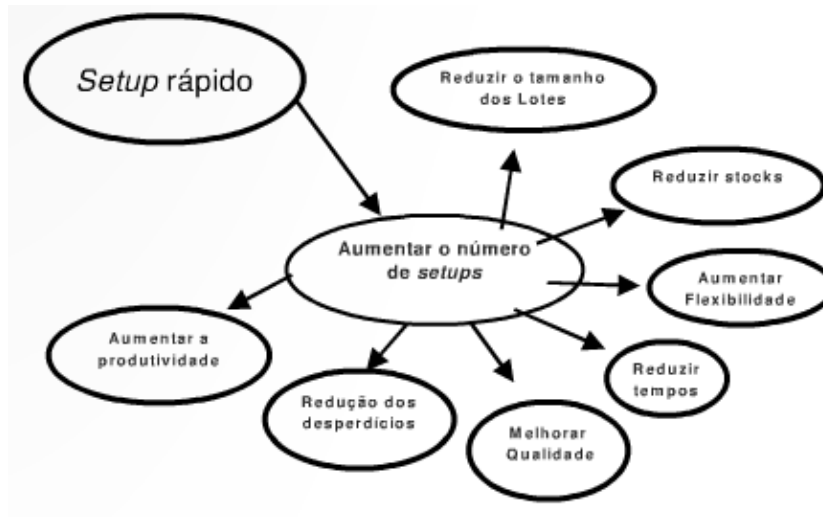 Setup rápido
Reduzir o tamanho
dos Lotes
Reduzir stocks
Aumentar o número
de setups
Aumentar
Flexibilidade
Aumentar a
produtividade
Reduzir
tempos
Redução dos
desperdícios
Melhorar
Qualidade